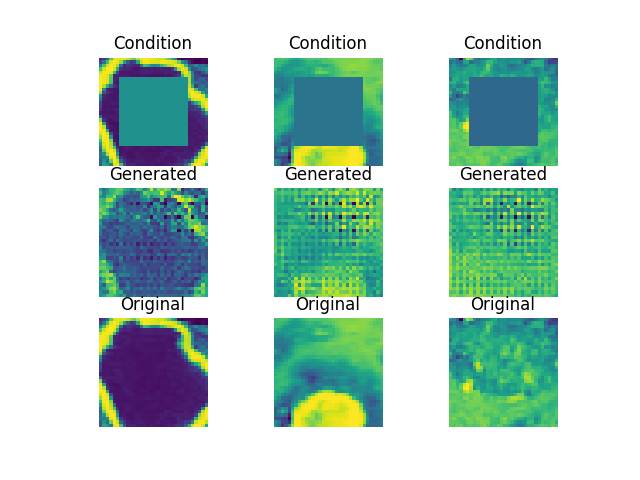 Condition Condition Condition
Generated Generated Generated
Original Original Original